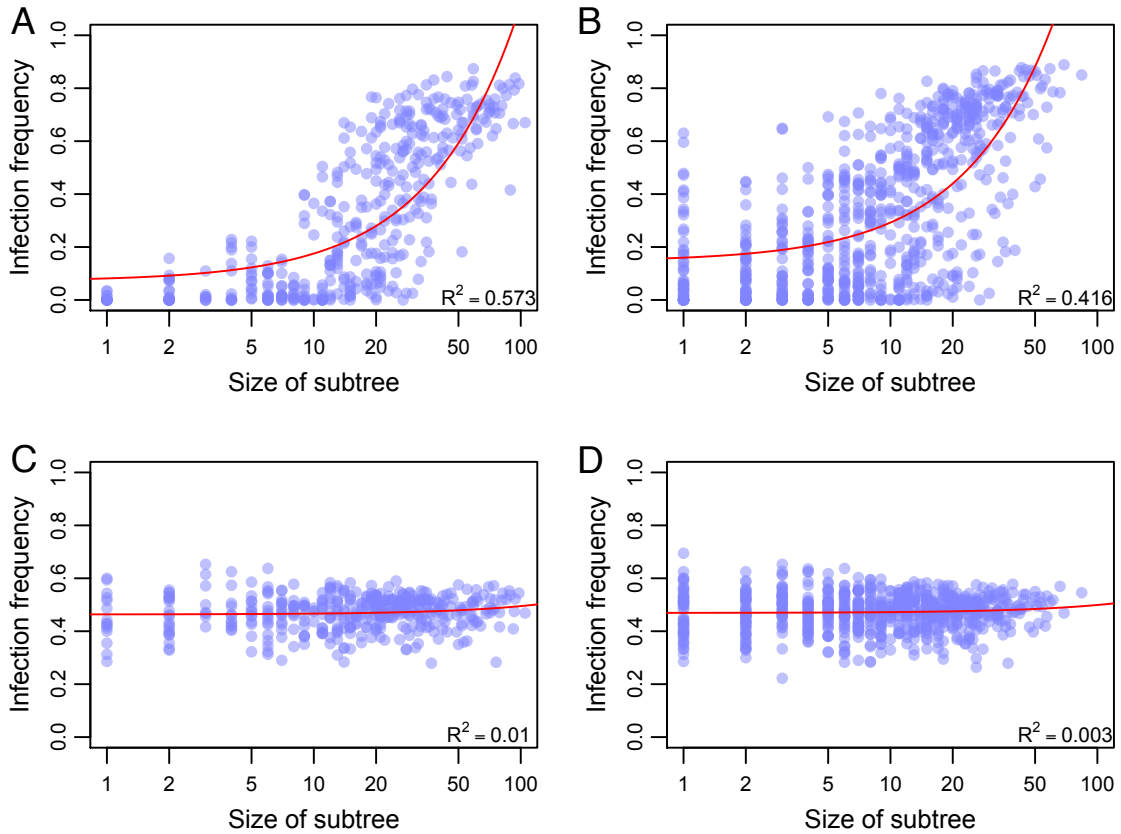 A
Infection frequency
0.0 0.2 0.4 0.6 0.8 1.0
R² = 0.573
1 2 5 10 20 50 100
Size of subtree
B
Infection frequency
0.0 0.2 0.4 0.6 0.8 1.0
R² = 0.416
1 2 5 10 20 50 100
Size of subtree
C
Infection frequency
0.0 0.2 0.4 0.6 0.8 1.0
R² = 0.01
1 2 5 10 20 50 100
Size of subtree
D
Infection frequency
0.0 0.2 0.4 0.6 0.8 1.0
R² = 0.003
1 2 5 10 20 50 100
Size of subtree